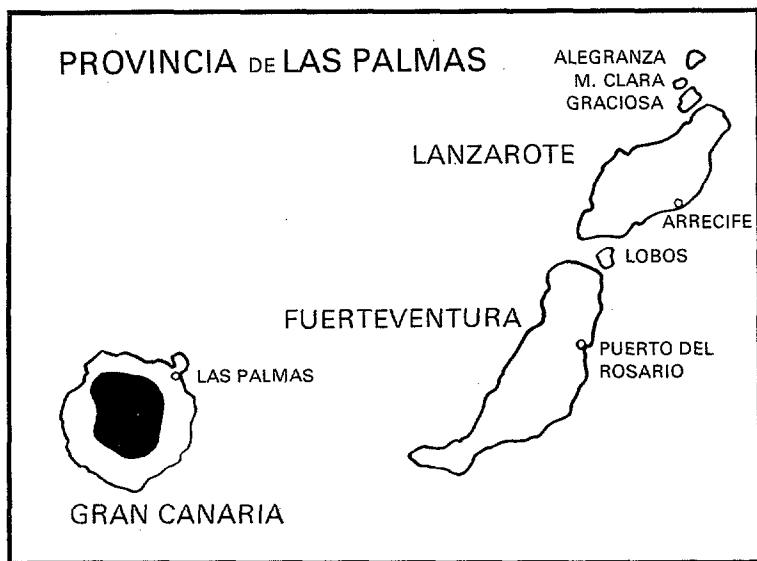 PROVINCIA DE LAS PALMAS
ALEGRANZA
M. CLARA
GRACIOSA
LANZAROTE
ARRECIFE
LOBOS
FUERTEVENTURA
PUERTO DEL
ROSARIO
LAS PALMAS
GRAN CANARIA